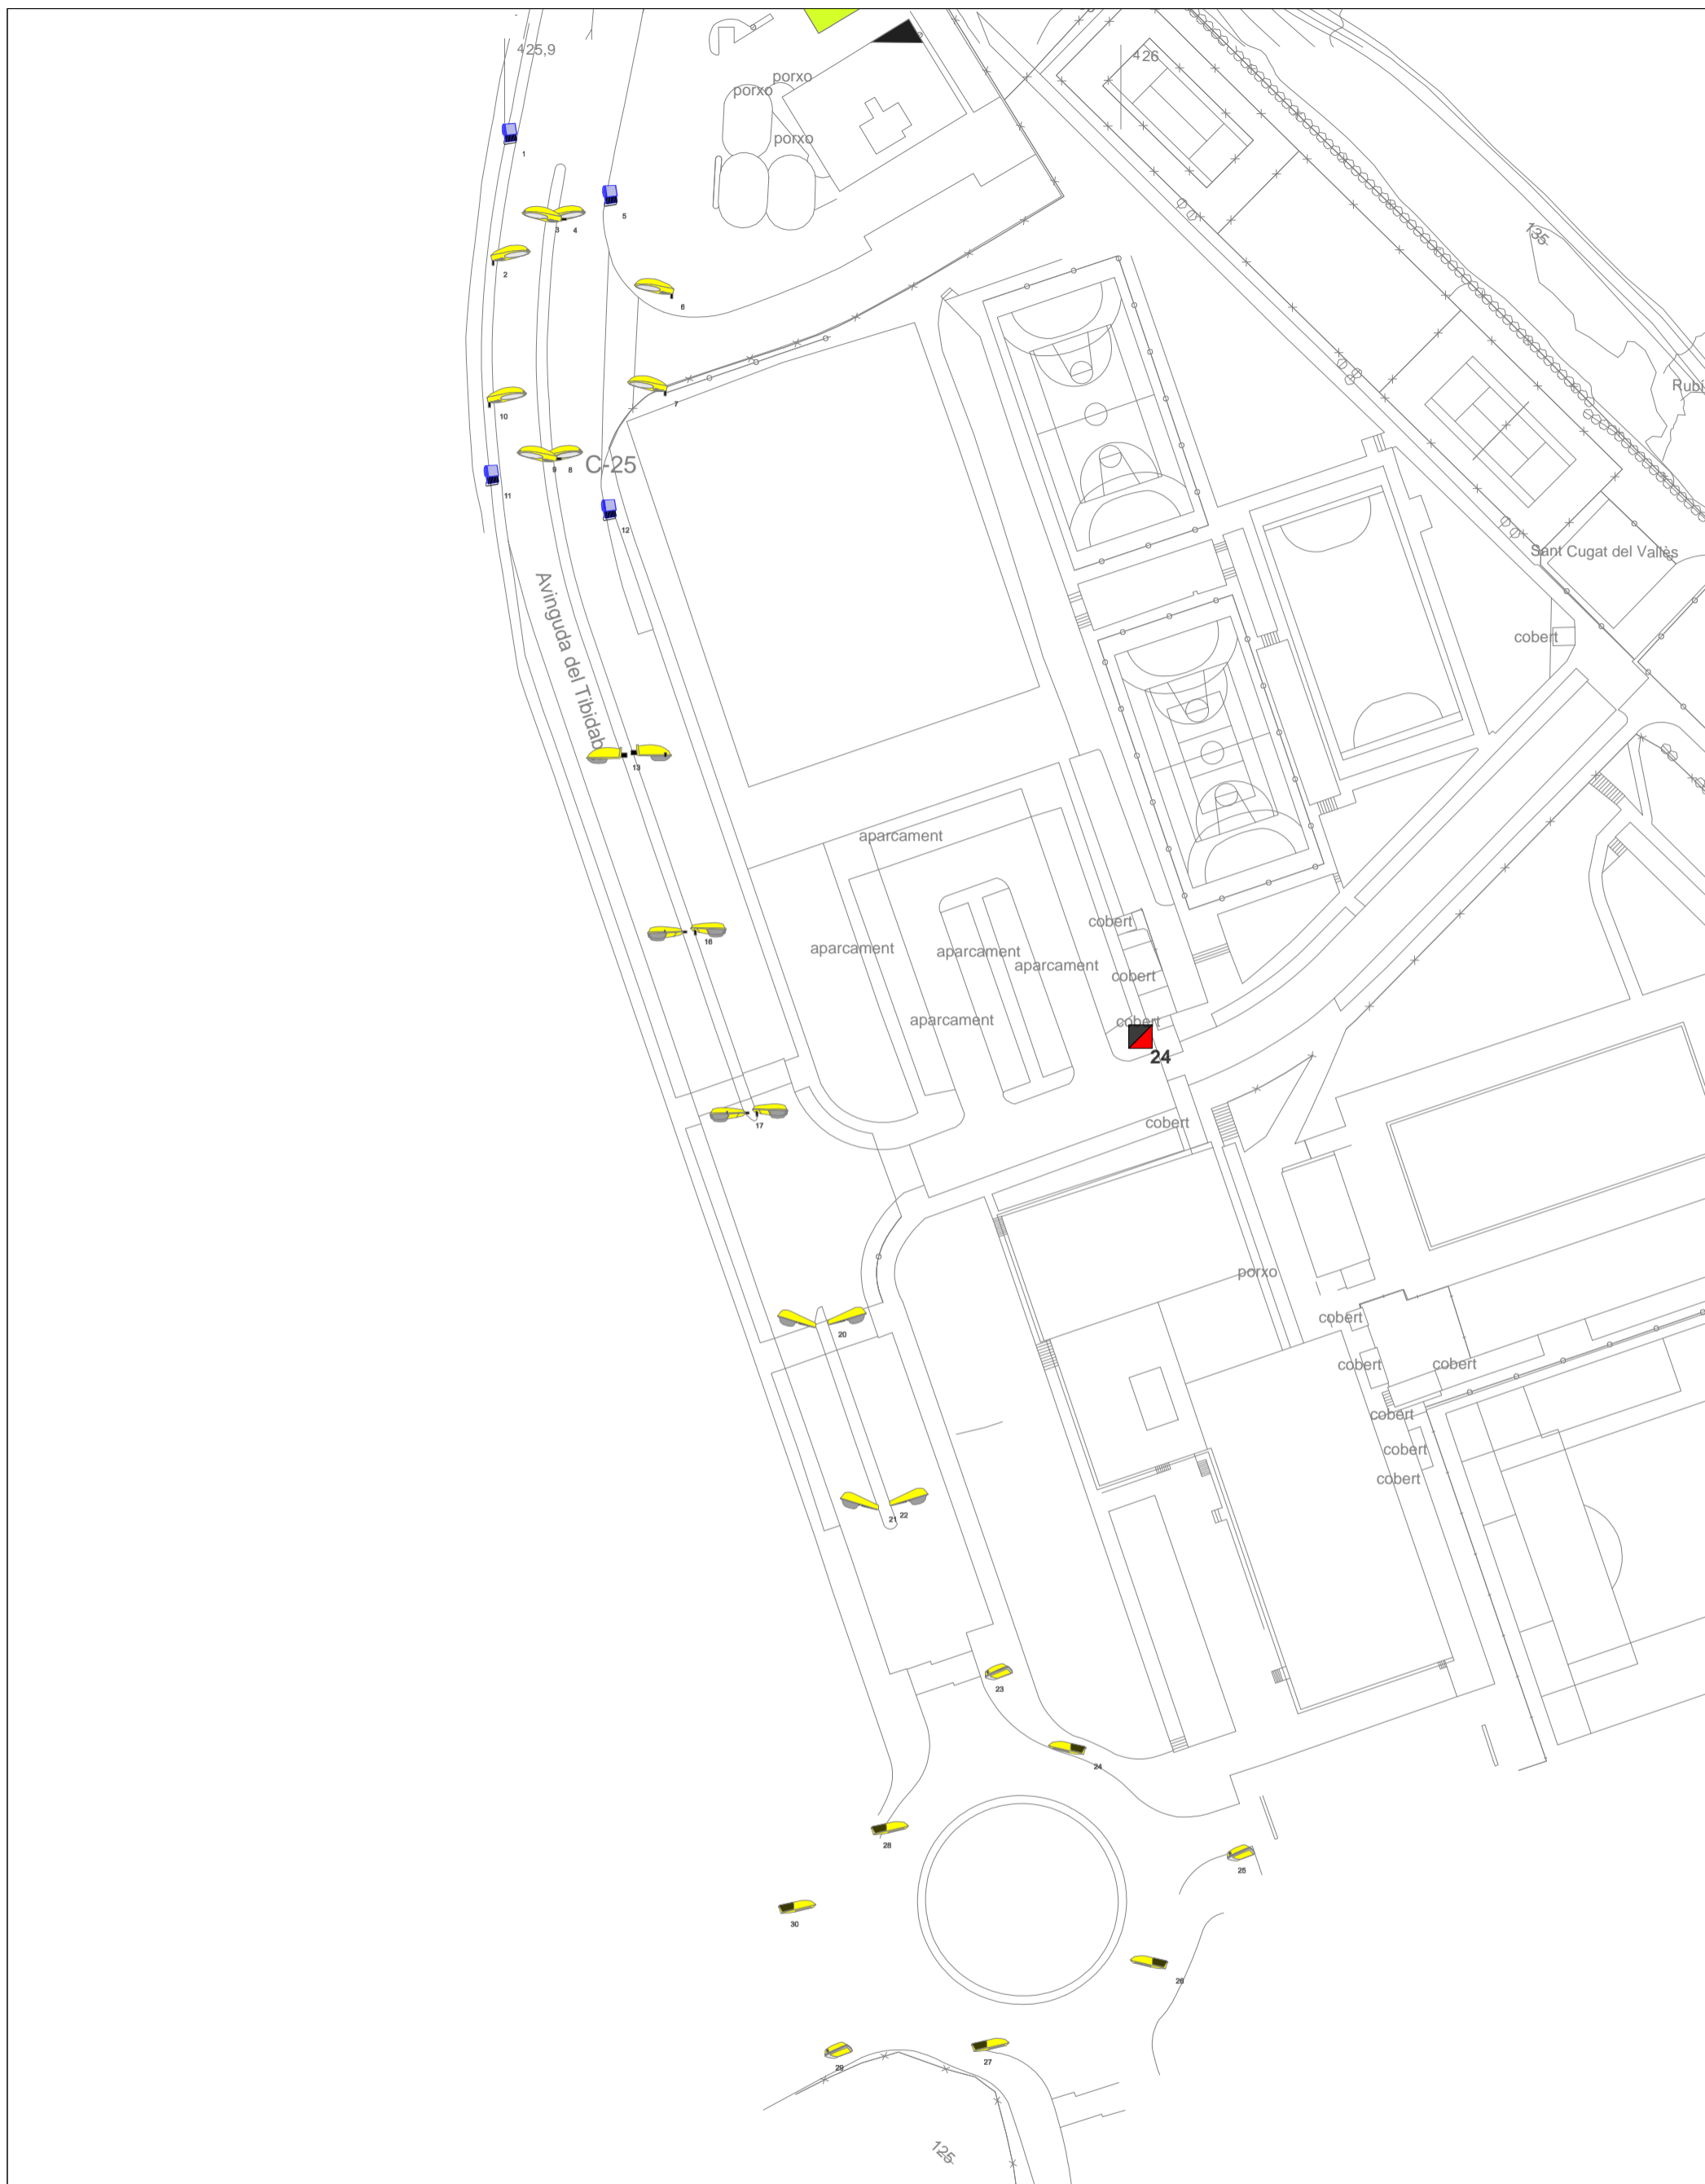 425,9
426
porxo
porxo
porxo
1
5
3
4
2
6
135
7
Rubí
10
9
8
C-25
11
12
Sant Cugat del Vallès
Avinguda del Tibidab
cobert
13
aparcament
cobert
16
aparcament
aparcament
aparcament
cobert
aparcament
cobert
24
17
cobert
porxo
cobert
20
cobert
cobert
cobert
cobert
cobert
21
22
23
24
28
25
30
26
27
29
125